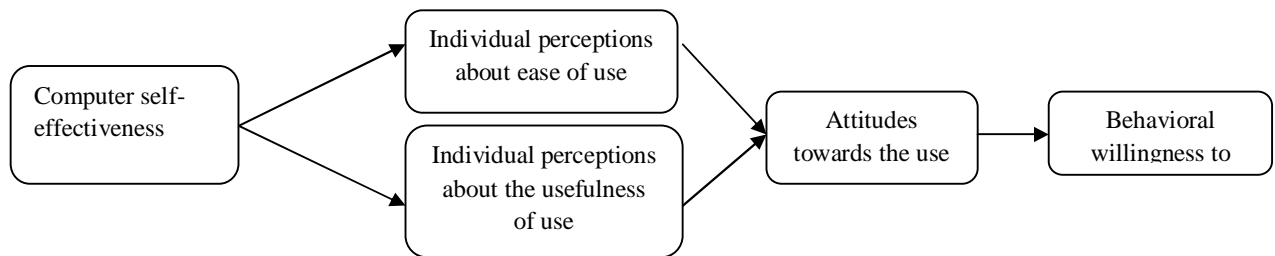 Computer self-
effectiveness
Individual perceptions
about ease of use
Individual perceptions
about the usefulness
of use
Attitudes
towards the use
Behavioral
willingness to